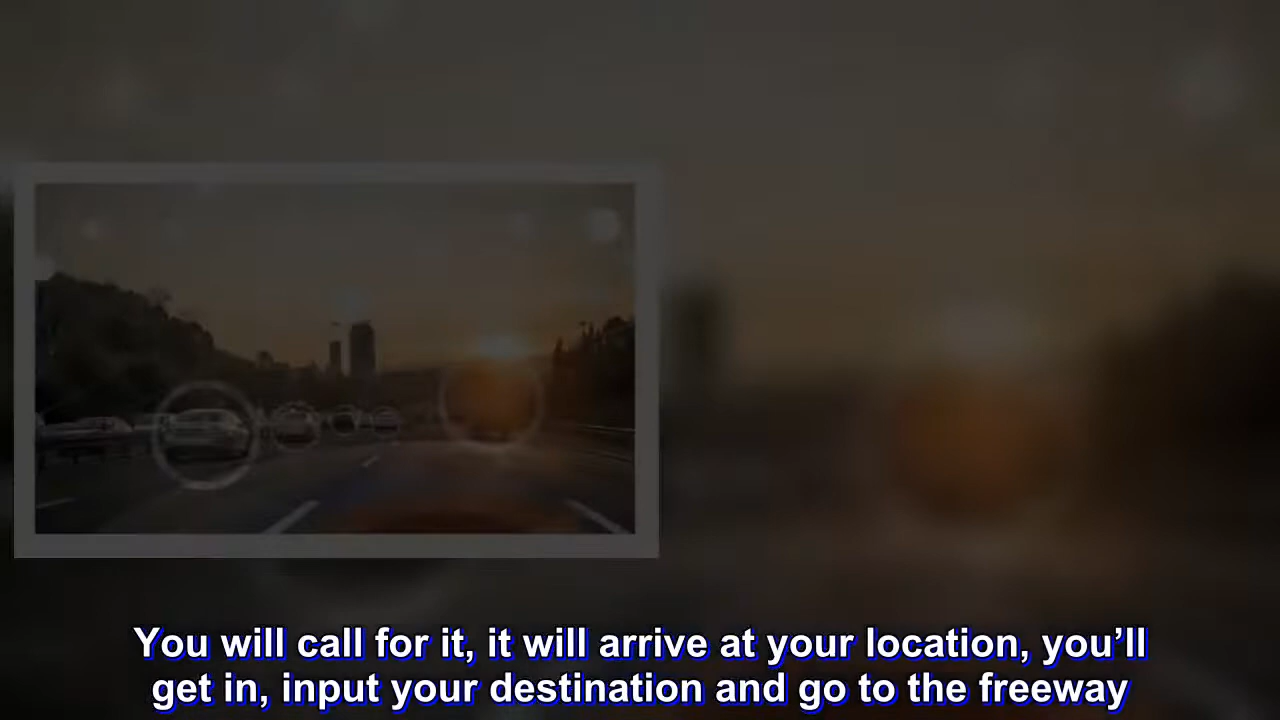 You will call for it, it will arrive at your location, you’ll
get in, input your destination and go to the freeway